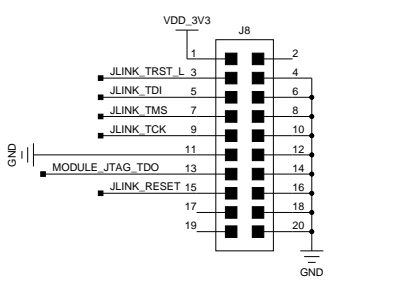 VDD_3V3
J8
1 2
JLINK_TRST_L 3 4
JLINK_TDI 5 6
JLINK_TMS 7 8
JLINK_TCK 9 10
GND 11 12
MODULE_JTAG_TDO 13 14
JLINK_RESET 15 16
17 18
19 20
GND